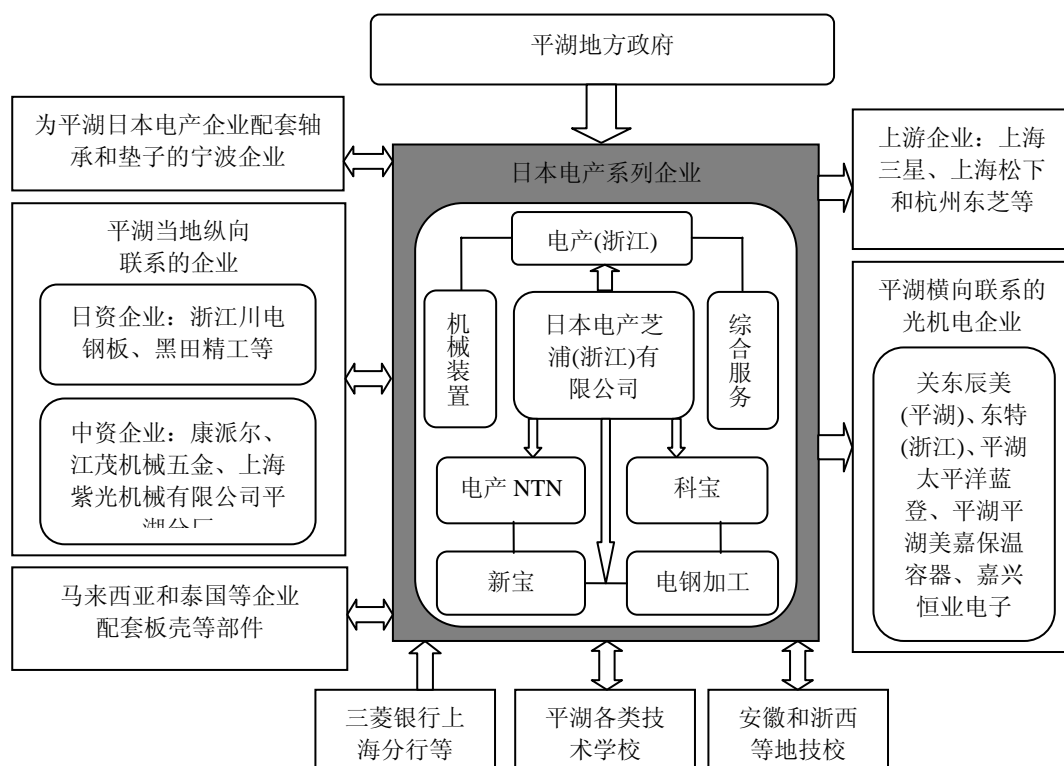 平湖地方政府
为平湖日本电产企业配套轴
承和垫子的宁波企业
平湖当地纵向
联系的企业
日资企业：浙江川电
钢板、黑田精工等
中资企业：康派尔、
江茂机械五金、上海
紫光机械有限公司平
湖分厂
马来西亚和泰国等企业
配套板壳等部件
日本电产系列企业
电产(浙江)
机械装置
日本电产芝
浦(浙江)有
限公司
综合服务
电产 NTN
科宝
新宝
电钢加工
上游企业：上海
三星、上海松下
和杭州东芝等
平湖横向联系的
光机电企业
关东辰美
(平湖)、东特
(浙江)、平湖
太平洋蓝
登、平湖平
湖美嘉保温
容器、嘉兴
恒业电子
三菱银行上
海分行等
平湖各类技
术学校
安徽和浙西
等地技校